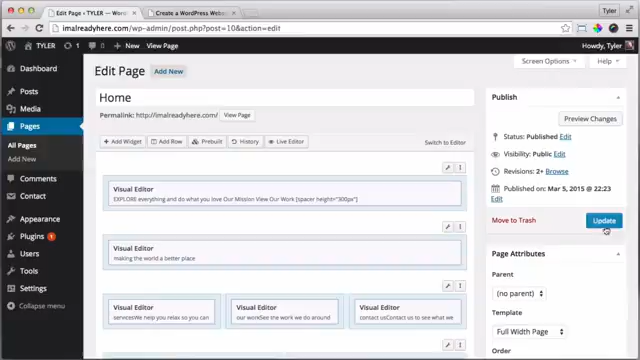 Edit Page ‹ TYLER — Wor
Create a WordPress Webs
Tyler
imalreadyhere.com/wp-admin/post.php?post=10&action=edit
TYLER 1 0 + New View Page
Howdy, Tyler
Dashboard
Posts
Media
Pages
All Pages
Add New
Comments
Contact
Appearance
Plugins 1
Users
Tools
Settings
Collapse menu
Screen Options
Help
Edit Page Add New
Home
Permalink: http://imalreadyhere.com/ View Page
Add Widget Add Row Prebuilt History Live Editor Switch to Editor
Visual Editor
EXPLORE everything and do what you love Our Mission View Our Work [spacer height="300px"]
Visual Editor
making the world a better place
Visual Editor
servicesWe help you relax so you can
Visual Editor
our workSee the work we do around
Visual Editor
contact usContact us to see what we
Publish
Preview Changes
Status: Published Edit
Visibility: Public Edit
Revisions: 2+ Browse
Published on: Mar 5, 2015 @ 22:23
Edit
Move to Trash
Update
Page Attributes
Parent
(no parent)
Template
Full Width Page
Order